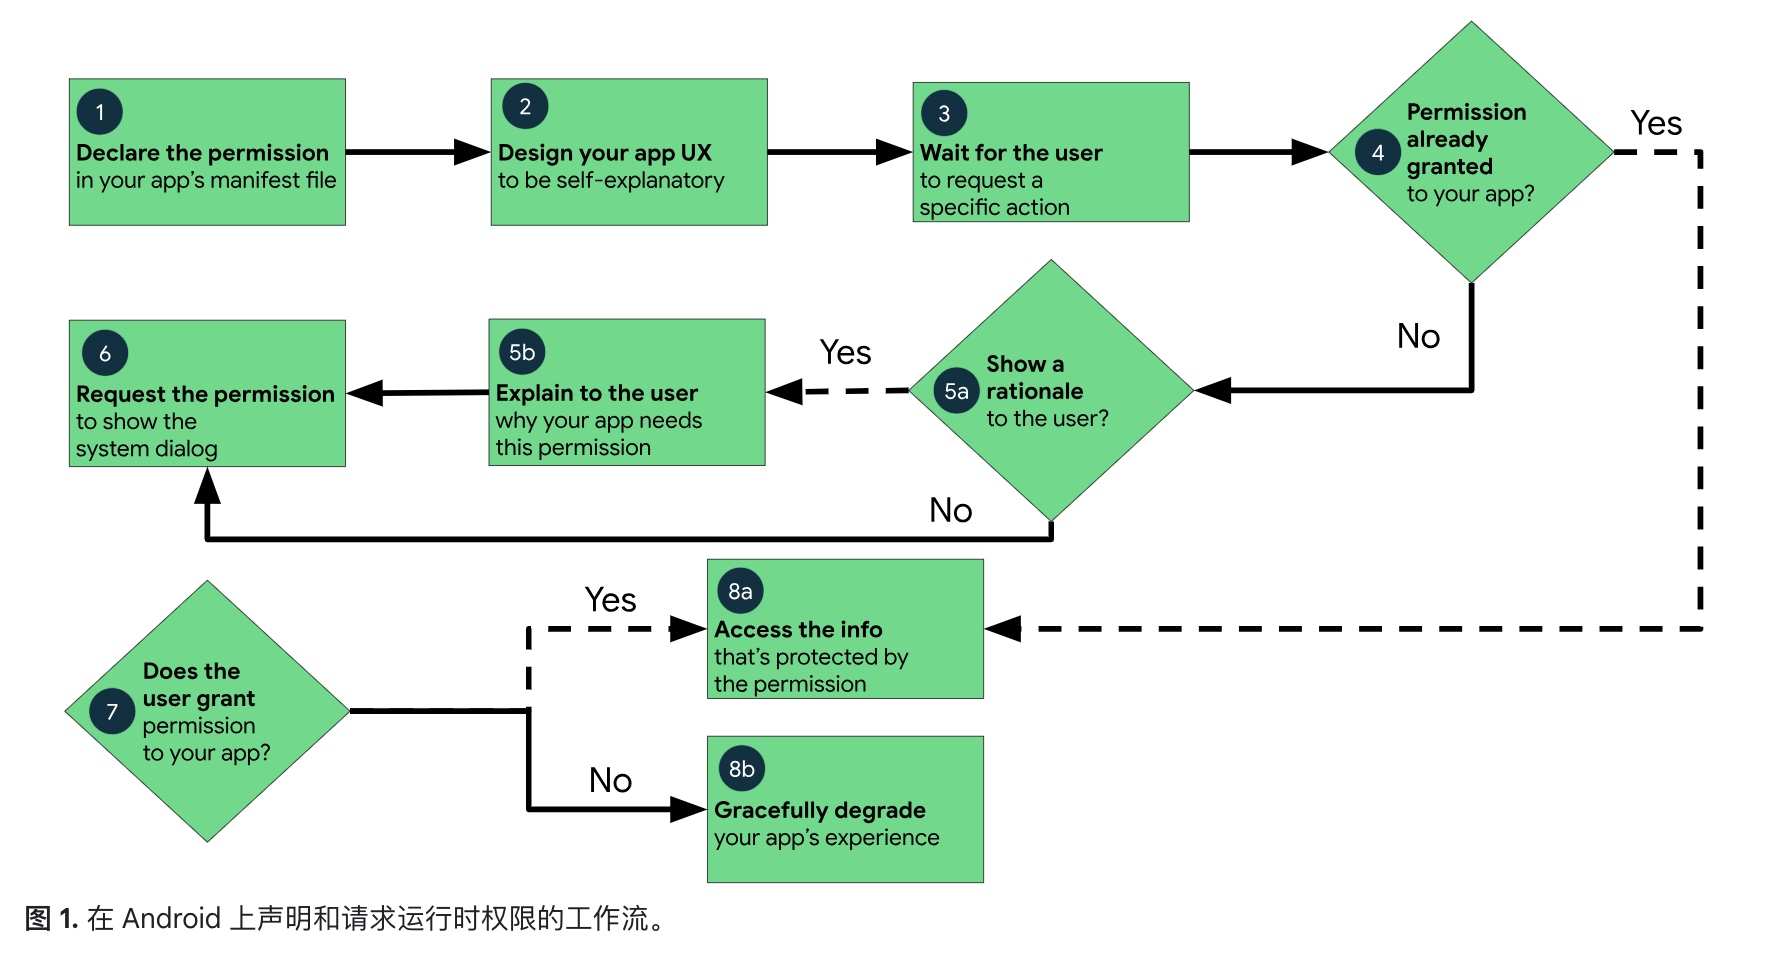 1
Declare the permission
in your app's manifest file
2
Design your app UX
to be self-explanatory
3
Wait for the user
to request a
specific action
4
Permission
already
granted
to your app?
Yes
No
5a
Show a
rationale
to the user?
Yes
No
5b
Explain to the user
why your app needs
this permission
6
Request the permission
to show the
system dialog
7
Does the
user grant
permission
to your app?
Yes
No
8a
Access the info
that's protected by
the permission
8b
Gracefully degrade
your app's experience
图 1. 在 Android 上声明和请求运行时权限的工作流。